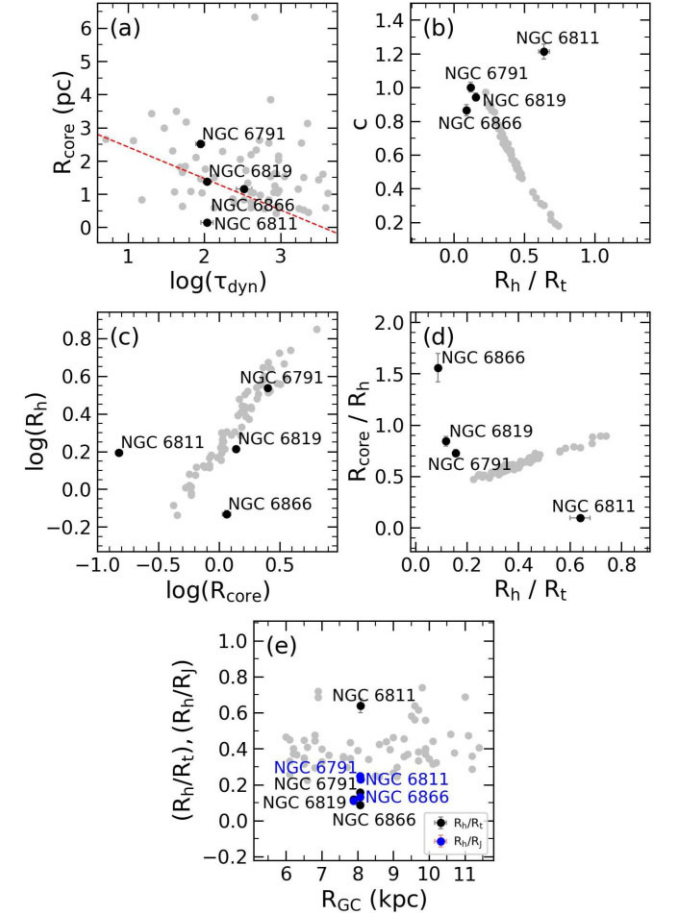 (a)
R_core (pc)
6
5
4
3
2
1
0
NGC 6791
NGC 6819
NGC 6866
NGC 6811
1
2
3
log(τ_dyn)
(b)
c
1.4
1.2
1.0
0.8
0.6
0.4
0.2
NGC 6811
NGC 6791
NGC 6819
NGC 6866
0.0
0.5
1.0
R_h / R_t
(c)
log(R_h)
0.8
0.6
0.4
0.2
0.0
−0.2
NGC 6791
NGC 6811
NGC 6819
NGC 6866
−1.0
−0.5
0.0
0.5
log(R_core)
(d)
R_core / R_h
2.0
1.5
1.0
0.5
0.0
NGC 6866
NGC 6819
NGC 6791
NGC 6811
0.0
0.2
0.4
0.6
0.8
R_h / R_t
(e)
(R_h/R_t), (R_h/R_J)
1.0
0.8
0.6
0.4
0.2
0.0
−0.2
NGC 6811
NGC 6791
NGC 6811
NGC 6791
NGC 6866
NGC 6819
NGC 6866
R_h/R_t
R_h/R_J
6
7
8
9
10
11
R_GC (kpc)